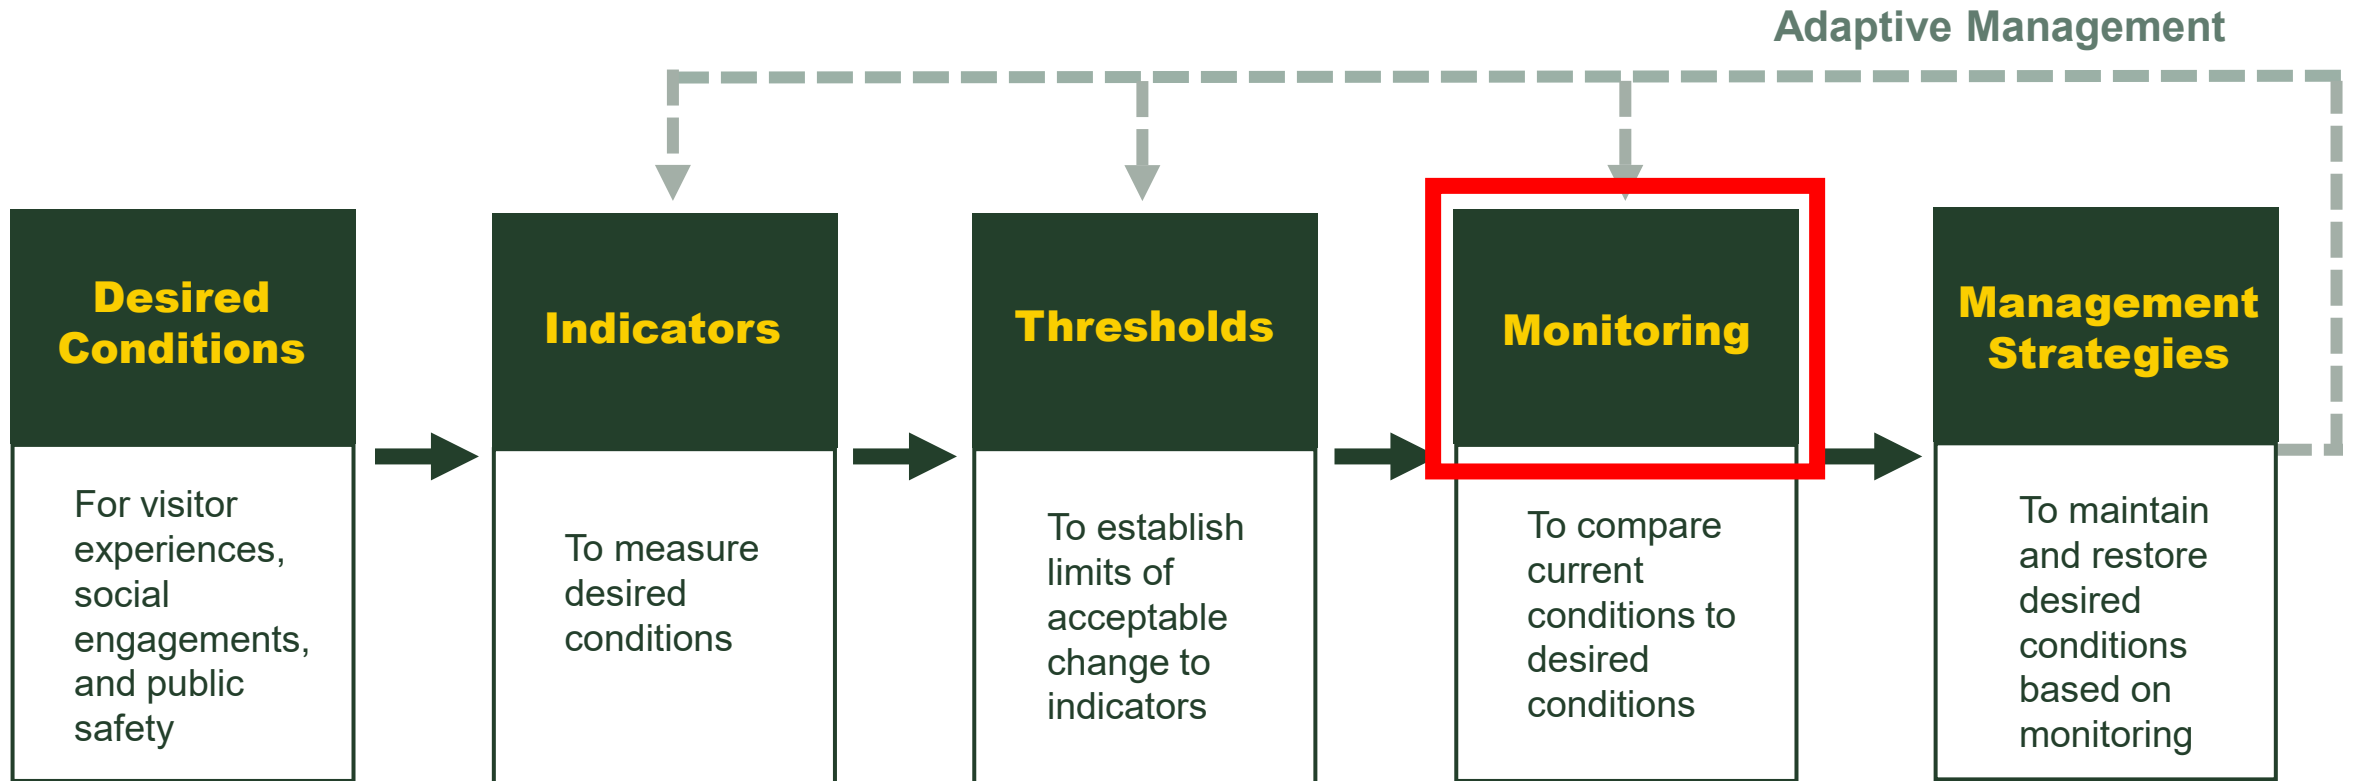 Adaptive Management
Desired
Conditions
For visitor
experiences,
social
engagements,
and public
safety
Indicators
To measure
desired
conditions
Thresholds
To establish
limits of
acceptable
change to
indicators
Monitoring
To compare
current
conditions to
desired
conditions
Management
Strategies
To maintain
and restore
desired
conditions
based on
monitoring